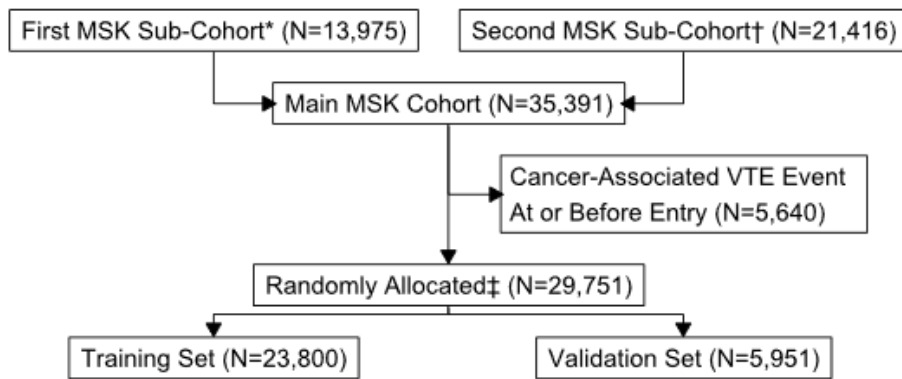 First MSK Sub-Cohort* (N=13,975)
Second MSK Sub-Cohort† (N=21,416)
Main MSK Cohort (N=35,391)
Cancer-Associated VTE Event
At or Before Entry (N=5,640)
Randomly Allocated‡ (N=29,751)
Training Set (N=23,800)
Validation Set (N=5,951)